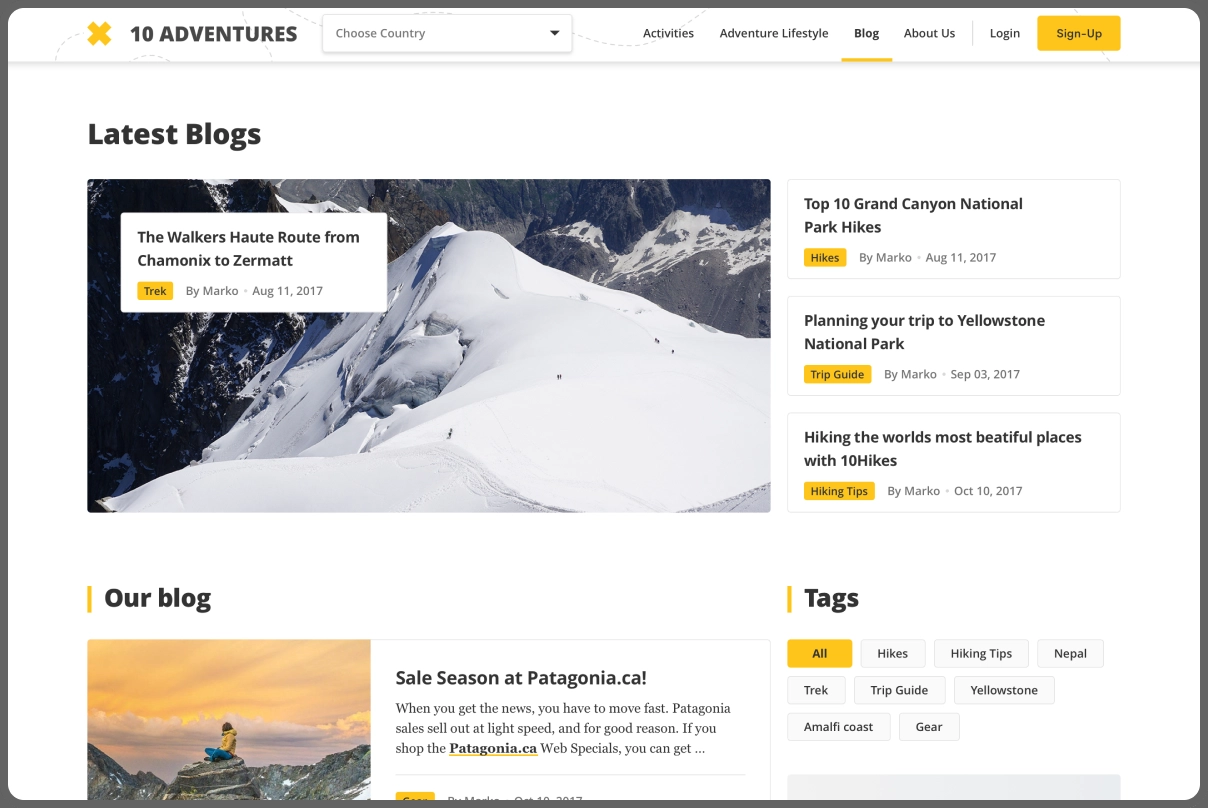 10 ADVENTURES
Choose Country
Activities
Adventure Lifestyle
Blog
About Us
Login
Sign-Up
Latest Blogs
The Walkers Haute Route from
Chamonix to Zermatt
Trek By Marko • Aug 11, 2017
Top 10 Grand Canyon National
Park Hikes
Hikes By Marko • Aug 11, 2017
Planning your trip to Yellowstone
National Park
Trip Guide By Marko • Sep 03, 2017
Hiking the worlds most beatiful places
with 10Hikes
Hiking Tips By Marko • Oct 10, 2017
Our blog
Sale Season at Patagonia.ca!
When you get the news, you have to move fast. Patagonia
sales sell out at light speed, and for good reason. If you
shop the Patagonia.ca Web Specials, you can get ...
Gear By Marko • Oct 10, 2017
Tags
All Hikes Hiking Tips Nepal
Trek Trip Guide Yellowstone
Amalfi coast Gear